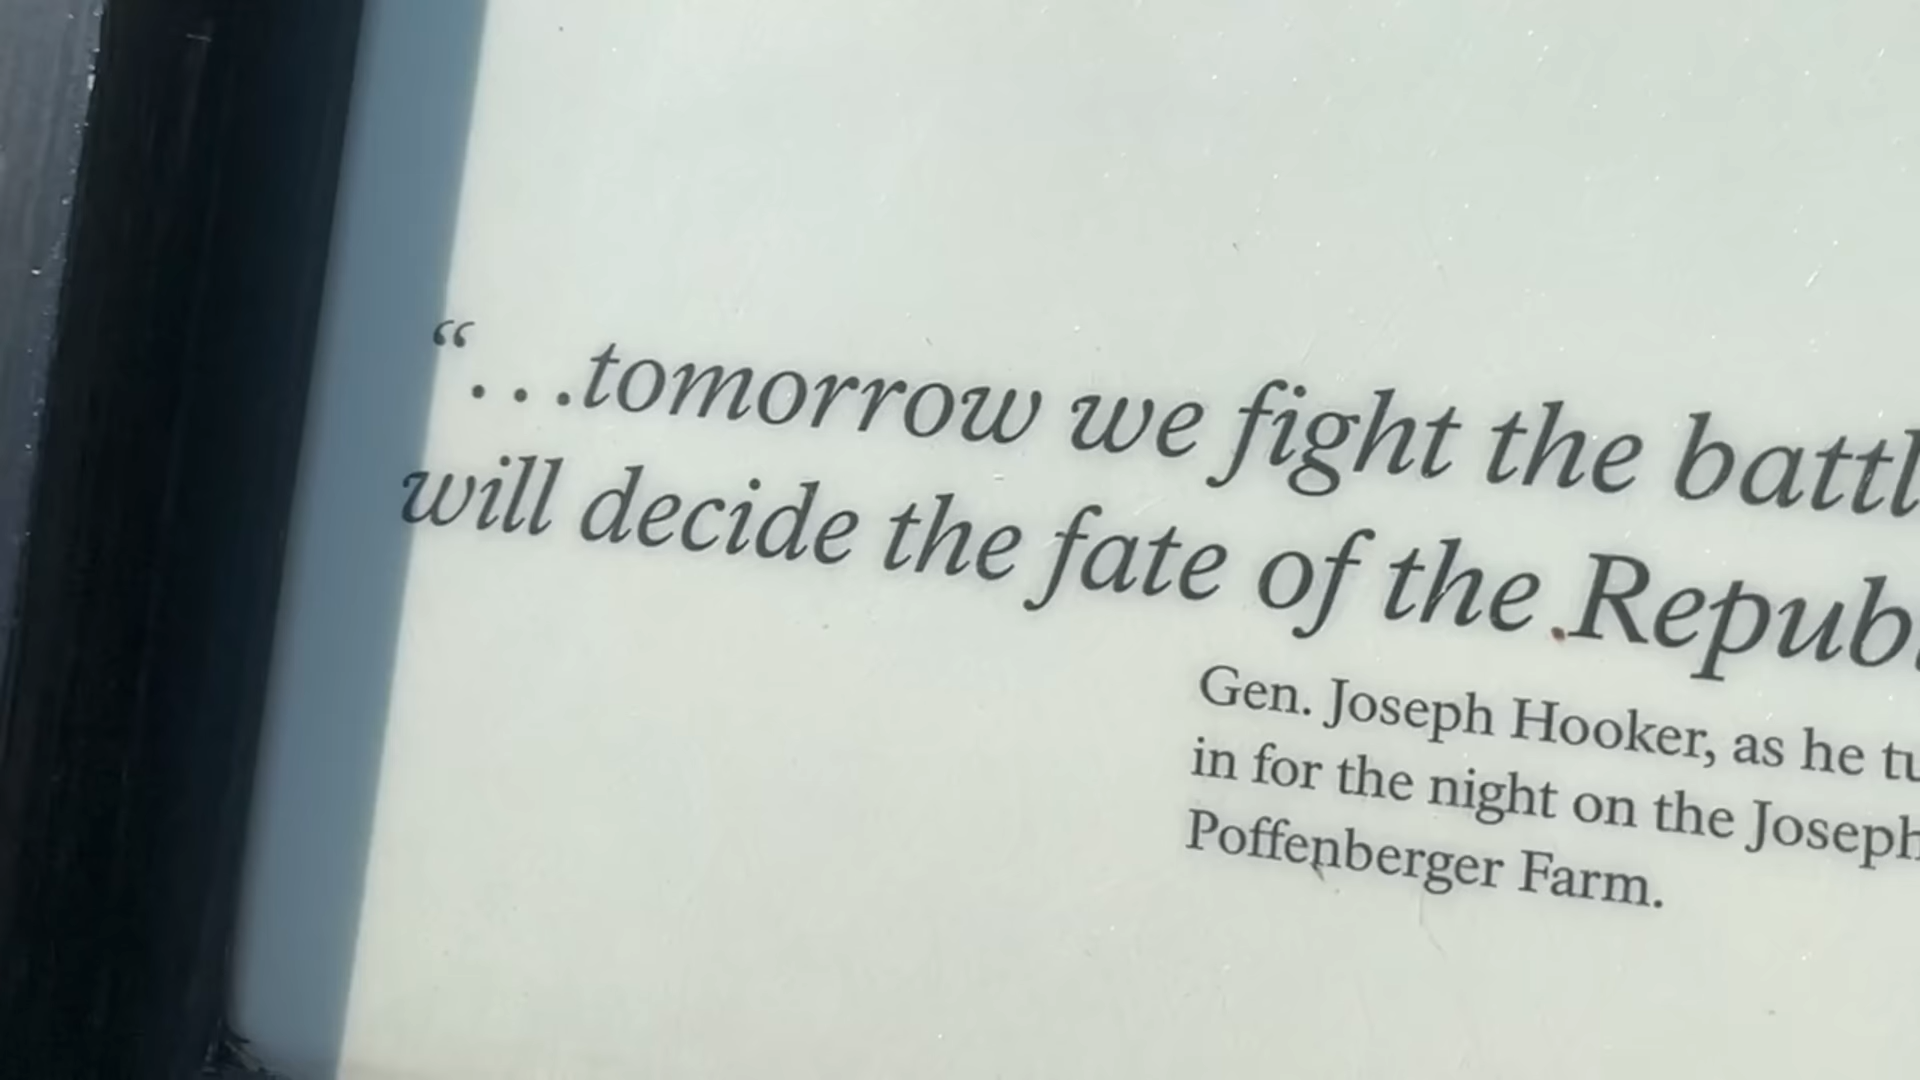 “...tomorrow we fight the battl
will decide the fate of the Repub
Gen. Joseph Hooker, as he tu
in for the night on the Joseph
Poffenberger Farm.